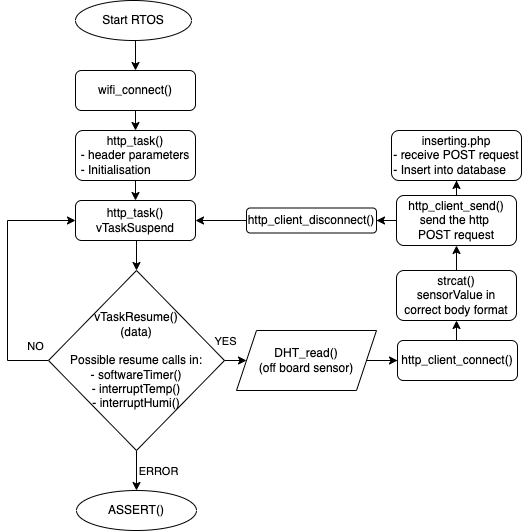 Start RTOS
wifi_connect()
http_task()
- header parameters
- Initialisation
http_task()
vTaskSuspend
vTaskResume()
(data)
Possible resume calls in:
- softwareTimer()
- interruptTemp()
- interruptHumi()
NO
YES
ERROR
ASSERT()
DHT_read()
(off board sensor)
http_client_connect()
strcat()
sensorValue in
correct body format
http_client_send()
send the http
POST request
inserting.php
- receive POST request
- Insert into database
http_client_disconnect()